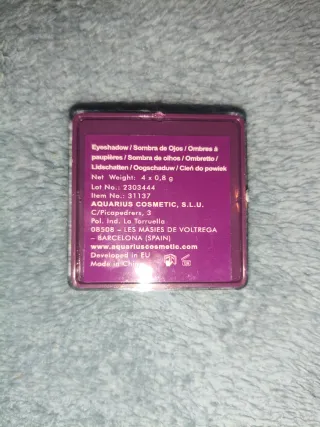 Eyeshadow / Sombra de Ojos / Ombres à
paupières / Sombra de olhos / Ombretto /
Lidschatten / Oogschaduw / Cień do powiek
Net Weight: 4 x 0,8 g
Lot No.: 2303444
Item No.: 31137
AQUARIUS COSMETIC, S.L.U.
C/Picapedrers, 3
Pol. Ind. La Torruella
08508 – LES MASIES DE VOLTREGA
– BARCELONA (SPAIN)
www.aquariuscosmetic.com
Developed in EU
Made in China